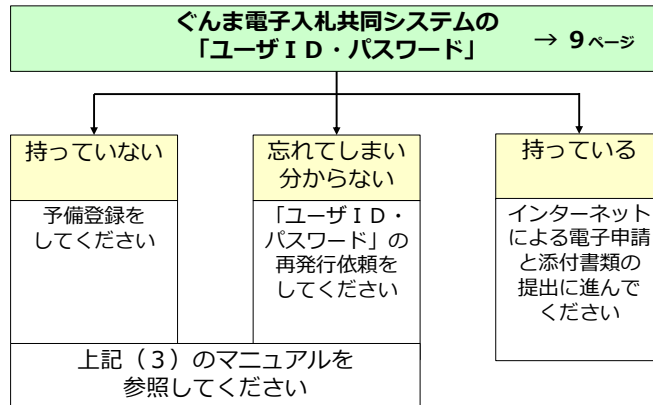 ぐんま電子入札共同システムの
「ユーザＩＤ・パスワード」 → 9ページ
持っていない
予備登録を
してください
忘れてしまい
分からない
「ユーザＩＤ・
パスワード」の
再発行依頼を
してください
持っている
インターネット
による電子申請
と添付書類の
提出に進んで
ください
上記（３）のマニュアルを
参照してください